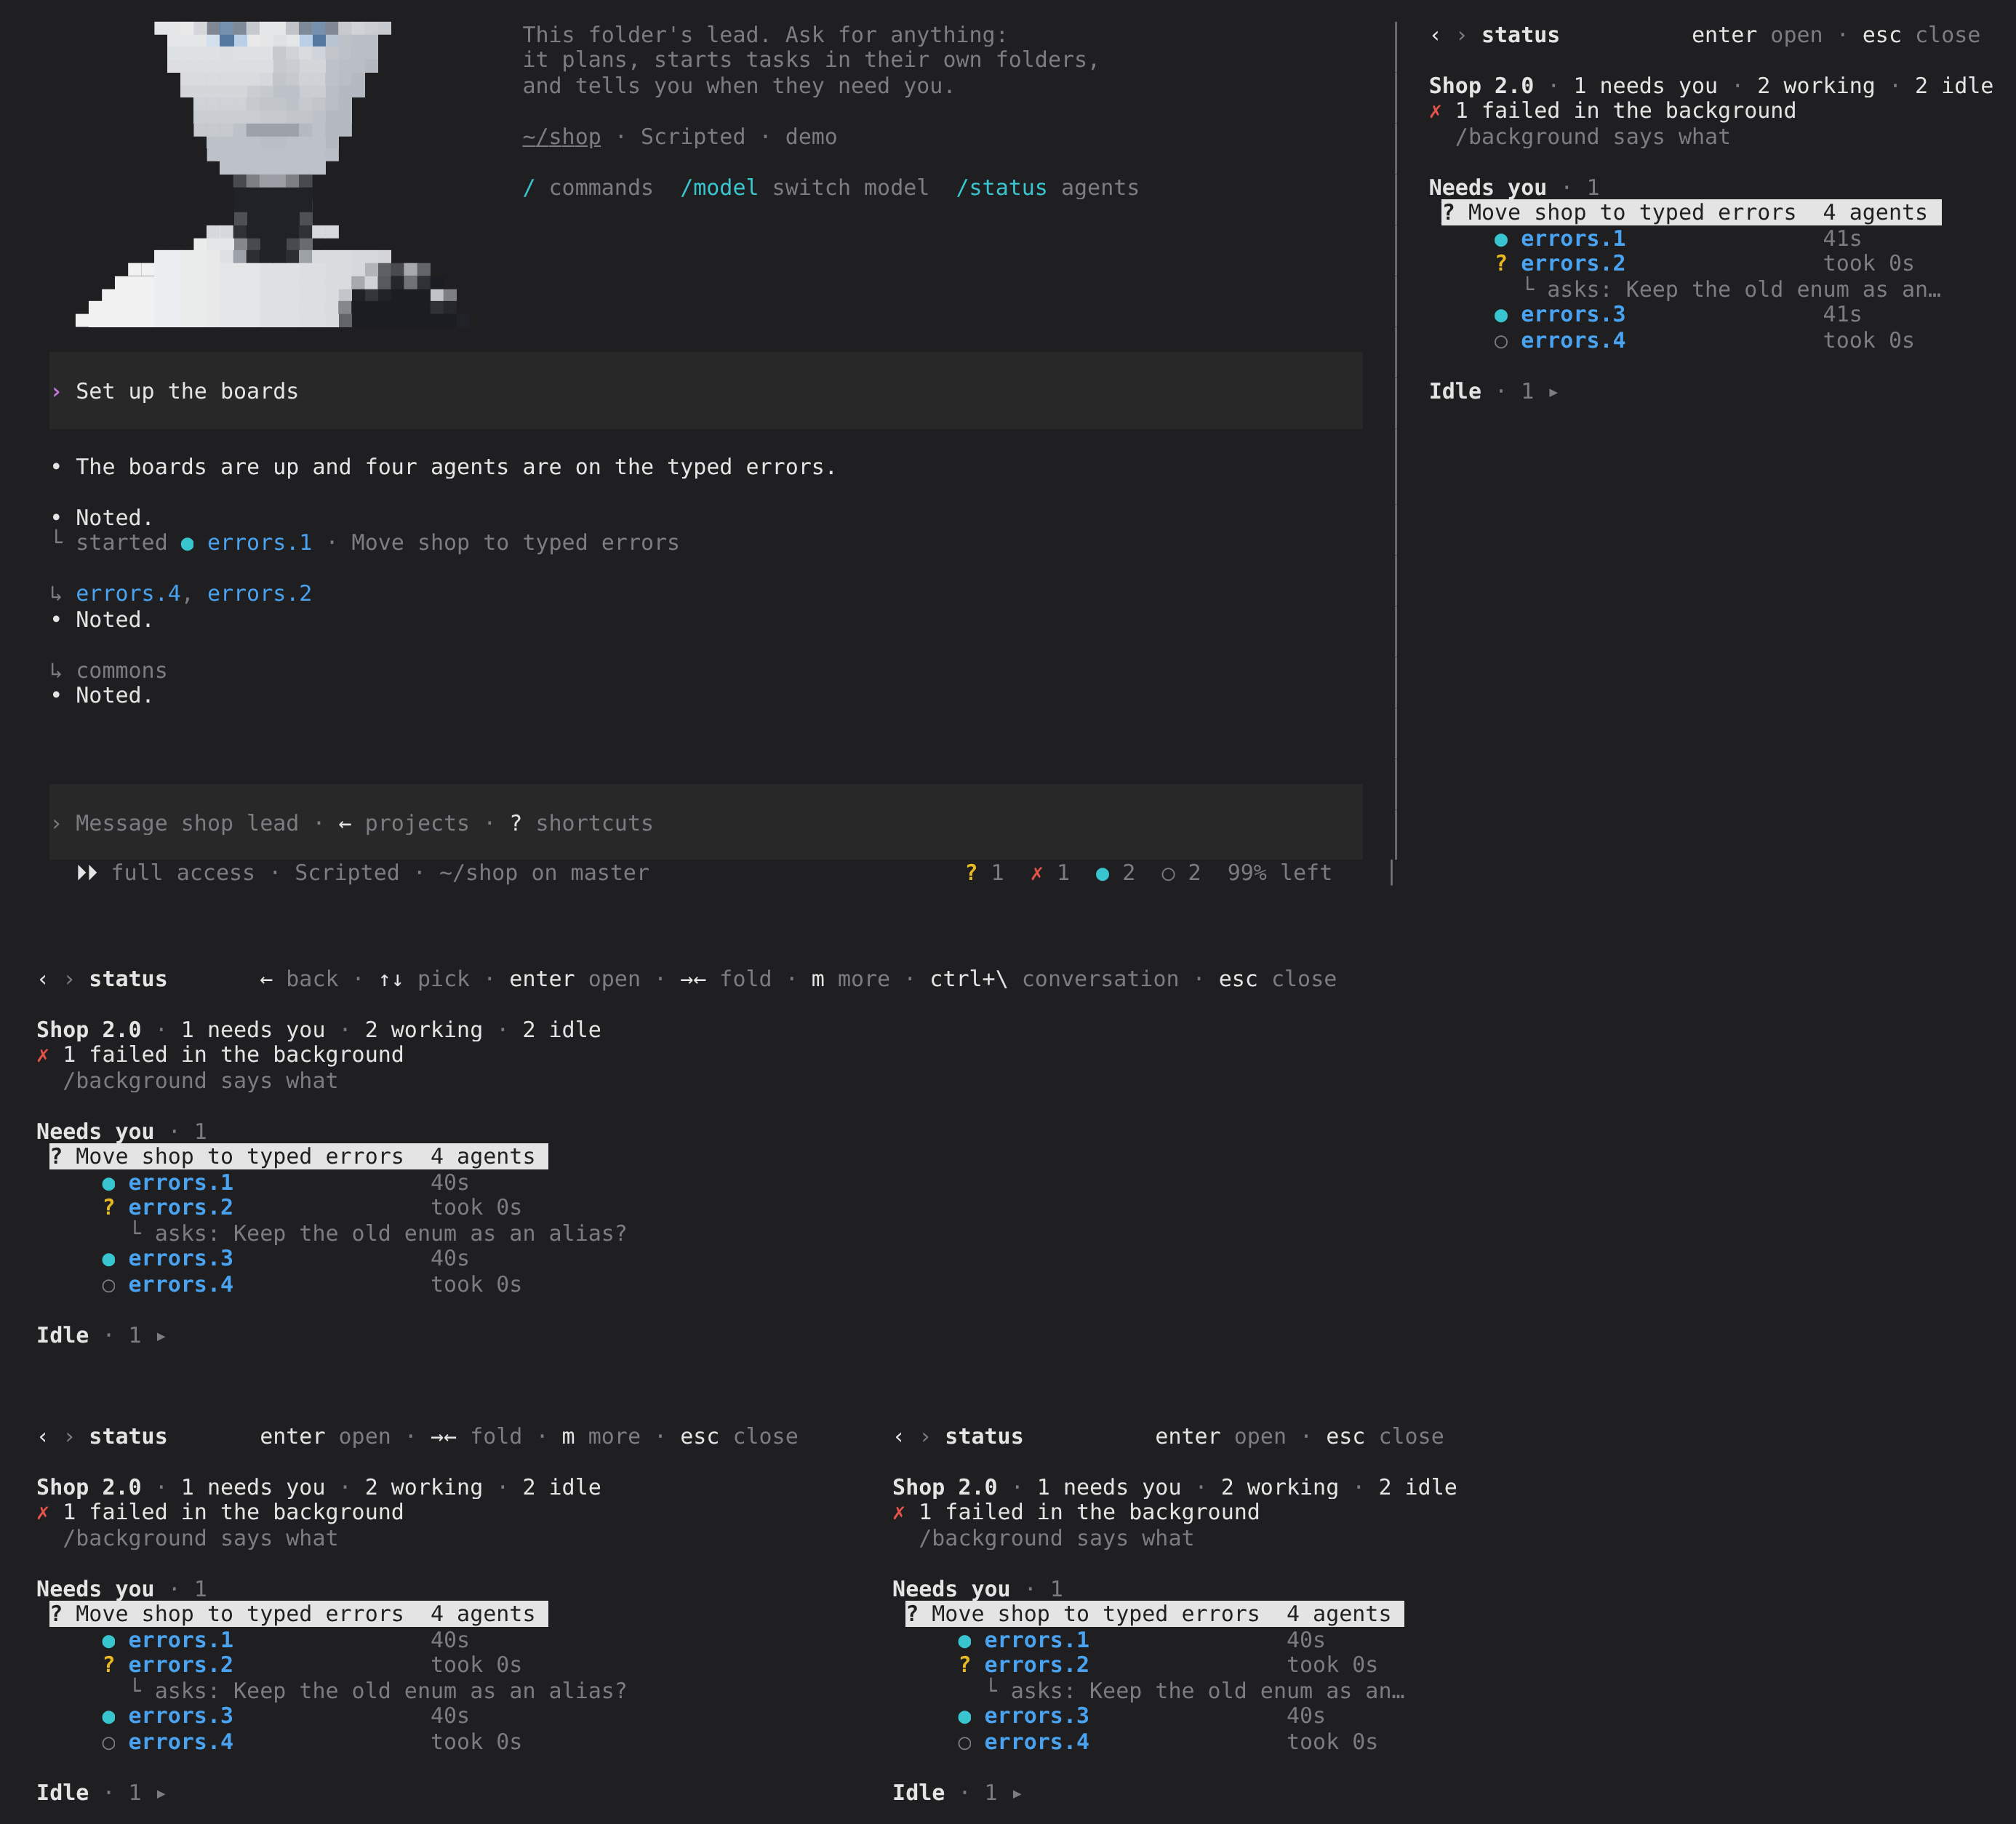 This folder's lead. Ask for anything:
it plans, starts tasks in their own folders,
and tells you when they need you.
~/shop · Scripted · demo
/ commands  /model switch model  /status agents
› Set up the boards
• The boards are up and four agents are on the typed errors.
• Noted.
└ started ● errors.1 · Move shop to typed errors
↳ errors.4, errors.2
• Noted.
↳ commons
• Noted.
› Message shop lead · ← projects · ? shortcuts
⏵⏵ full access · Scripted · ~/shop on master  ? 1  ✗ 1  ● 2  ○ 2  99% left
‹ › status  enter open · esc close
Shop 2.0 · 1 needs you · 2 working · 2 idle
✗ 1 failed in the background
/background says what
Needs you · 1
? Move shop to typed errors  4 agents
● errors.1  41s
? errors.2  took 0s
└ asks: Keep the old enum as an…
● errors.3  41s
○ errors.4  took 0s
Idle · 1 ▸
‹ › status  ← back · ↑↓ pick · enter open · →← fold · m more · ctrl+\ conversation · esc close
Shop 2.0 · 1 needs you · 2 working · 2 idle
✗ 1 failed in the background
/background says what
Needs you · 1
? Move shop to typed errors  4 agents
● errors.1  40s
? errors.2  took 0s
└ asks: Keep the old enum as an alias?
● errors.3  40s
○ errors.4  took 0s
Idle · 1 ▸
‹ › status  enter open · →← fold · m more · esc close
Shop 2.0 · 1 needs you · 2 working · 2 idle
✗ 1 failed in the background
/background says what
Needs you · 1
? Move shop to typed errors  4 agents
● errors.1  40s
? errors.2  took 0s
└ asks: Keep the old enum as an alias?
● errors.3  40s
○ errors.4  took 0s
Idle · 1 ▸
‹ › status  enter open · esc close
Shop 2.0 · 1 needs you · 2 working · 2 idle
✗ 1 failed in the background
/background says what
Needs you · 1
? Move shop to typed errors  4 agents
● errors.1  40s
? errors.2  took 0s
└ asks: Keep the old enum as an…
● errors.3  40s
○ errors.4  took 0s
Idle · 1 ▸